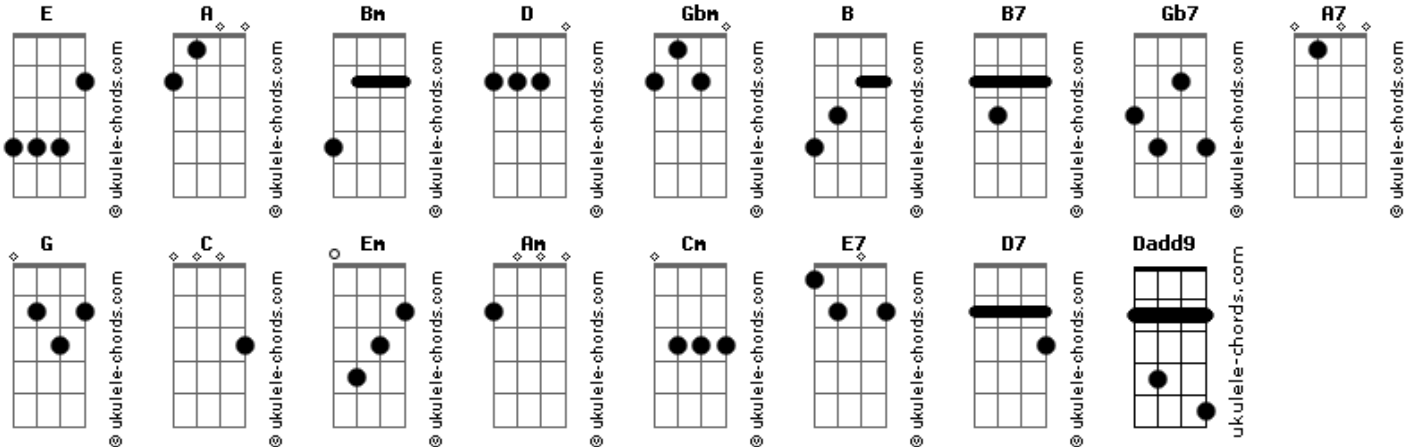 E A Bm D Gbm B B7 Gb7 A7
© ukulele-chords.com © ukulele-chords.com © ukulele-chords.com © ukulele-chords.com © ukulele-chords.com © ukulele-chords.com © ukulele-chords.com © ukulele-chords.com © ukulele-chords.com
G C Em Am Cm E7 D7 Dadd9
© ukulele-chords.com © ukulele-chords.com © ukulele-chords.com © ukulele-chords.com © ukulele-chords.com © ukulele-chords.com © ukulele-chords.com ukulele-chords.com